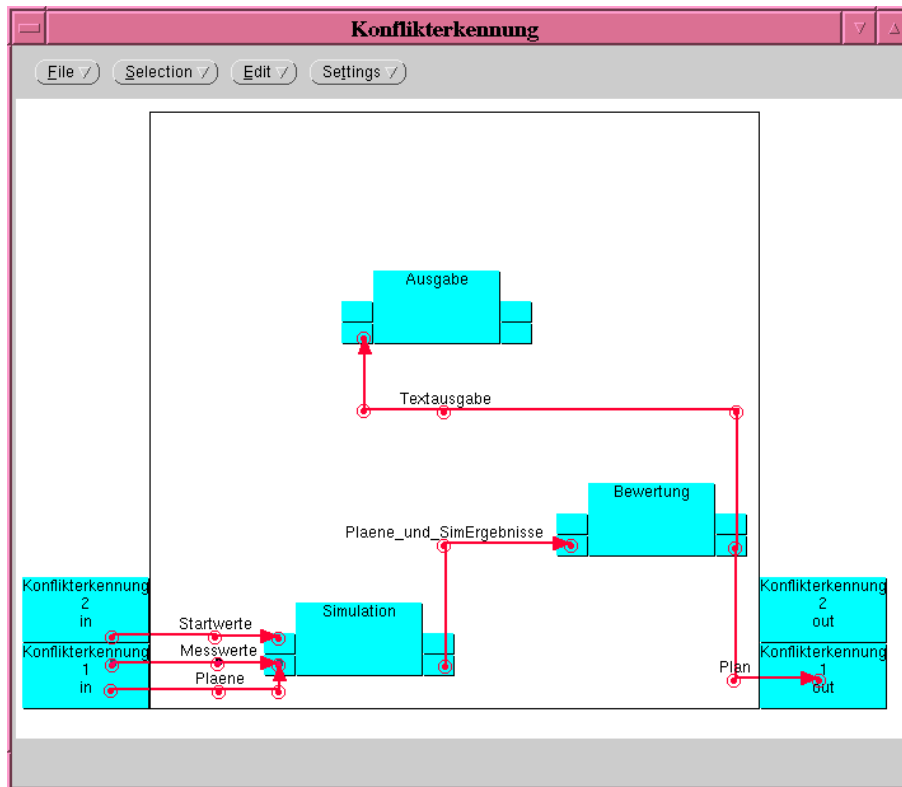 Konflikterkennung
File Selection Edit Settings
Ausgabe
Textausgabe
Bewertung
Plaene_und_SimErgebnisse
Konflikterkennung
2
in
Simulation
Startwerte
Messwerte
Konflikterkennung
1
in
Plaene
Konflikterkennung
2
out
Plan
Konflikterkennung
1
out